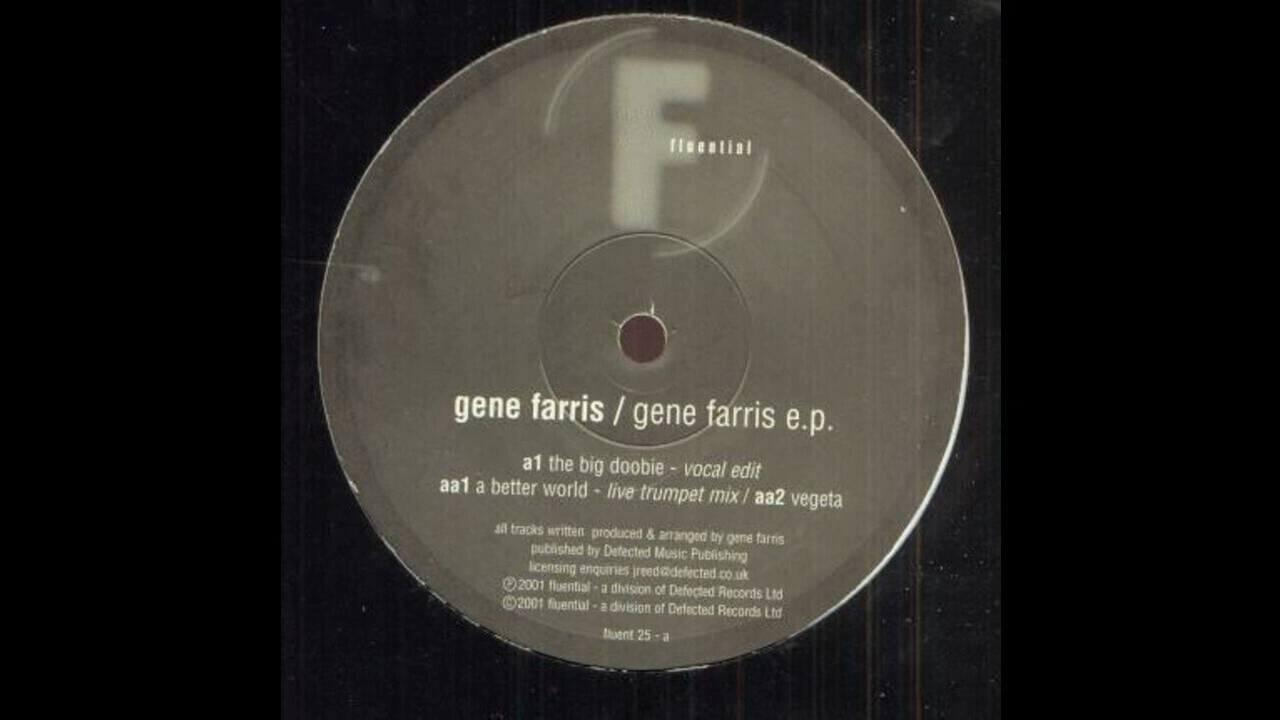 F
fluential
gene farris / gene farris e.p.
a1 the big doobie - vocal edit
aa1 a better world - live trumpet mix / aa2 vegeta
all tracks written produced & arranged by gene farris
published by Defected Music Publishing
licensing enquiries jreed@defected.co.uk
℗2001 fluential - a division of Defected Records Ltd
©2001 fluential - a division of Defected Records Ltd
fluent 25 - a